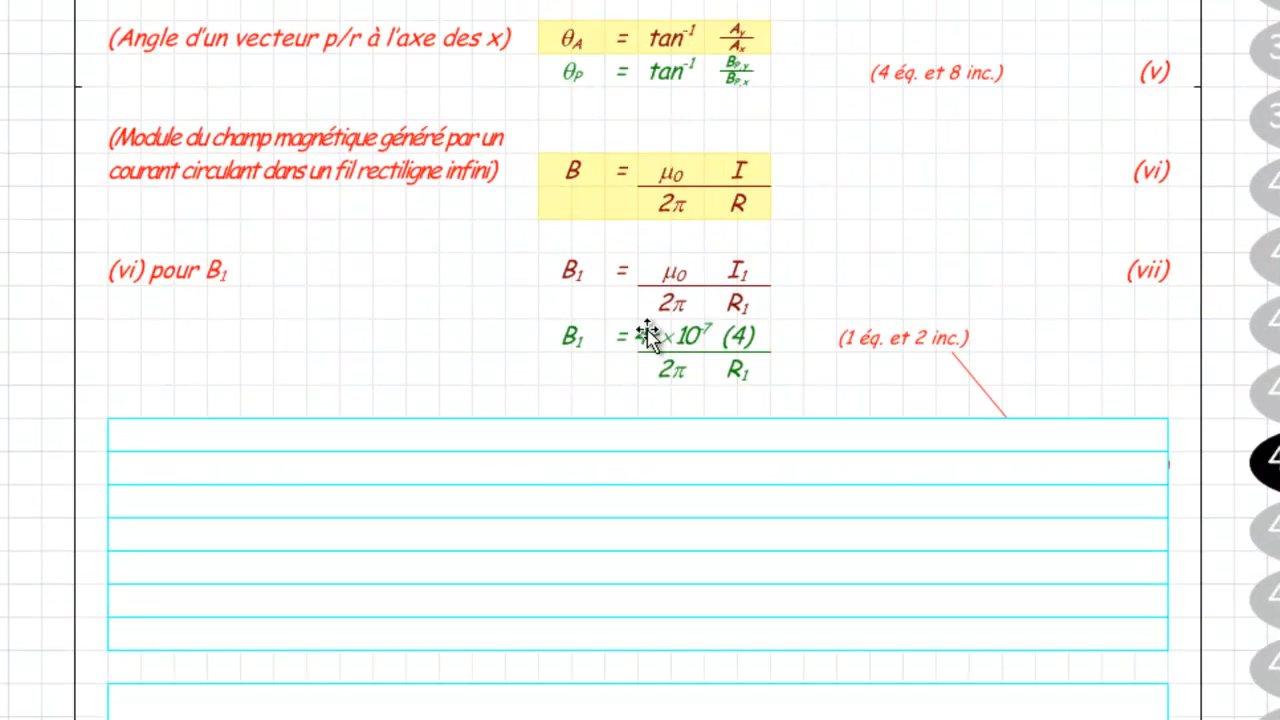 (Angle d'un vecteur p/r à l'axe des x) θA = tan⁻¹ Ay/Ax
θP = tan⁻¹ BP,y/BP,x (4 éq. et 8 inc.) (v)
(Module du champ magnétique généré par un
courant circulant dans un fil rectiligne infini) B = μ0 I (vi)
2π R
(vi) pour B1 B1 = μ0 I1 (vii)
2π R1
B1 = ×10⁻⁷ (4) (1 éq. et 2 inc.)
2π R1